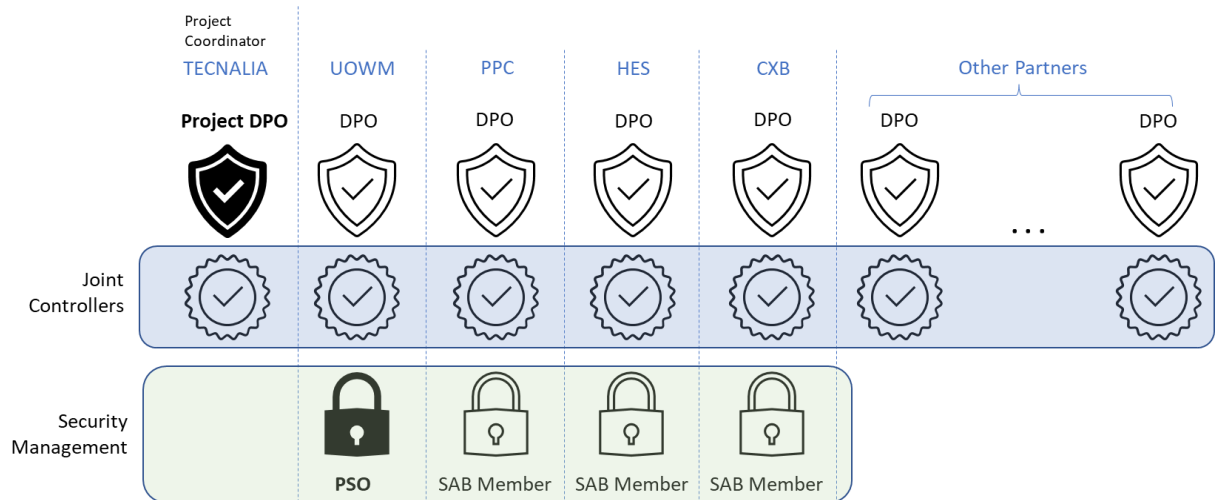 Project
Coordinator
TECNALIA UOWM PPC HES CXB Other Partners
Project DPO DPO DPO DPO DPO DPO DPO
...
Joint
Controllers
Security
Management
PSO SAB Member SAB Member SAB Member